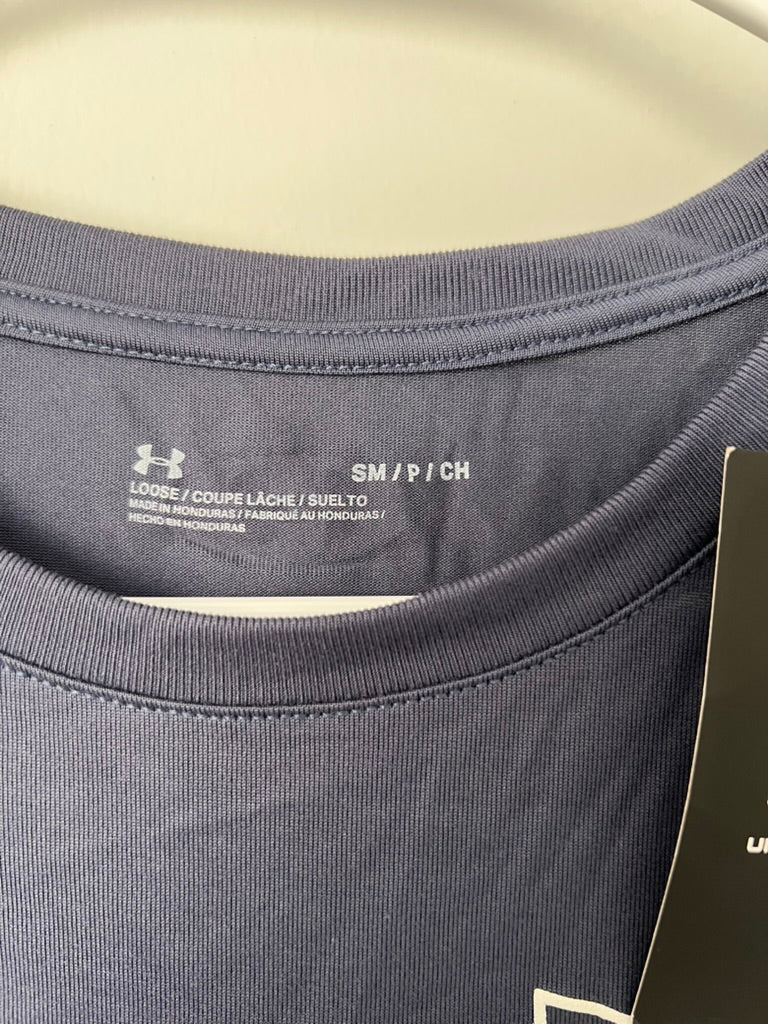 SM / P / CH
LOOSE / COUPE LÂCHE / SUELTO
MADE IN HONDURAS / FABRIQUÉ AU HONDURAS /
HECHO EN HONDURAS